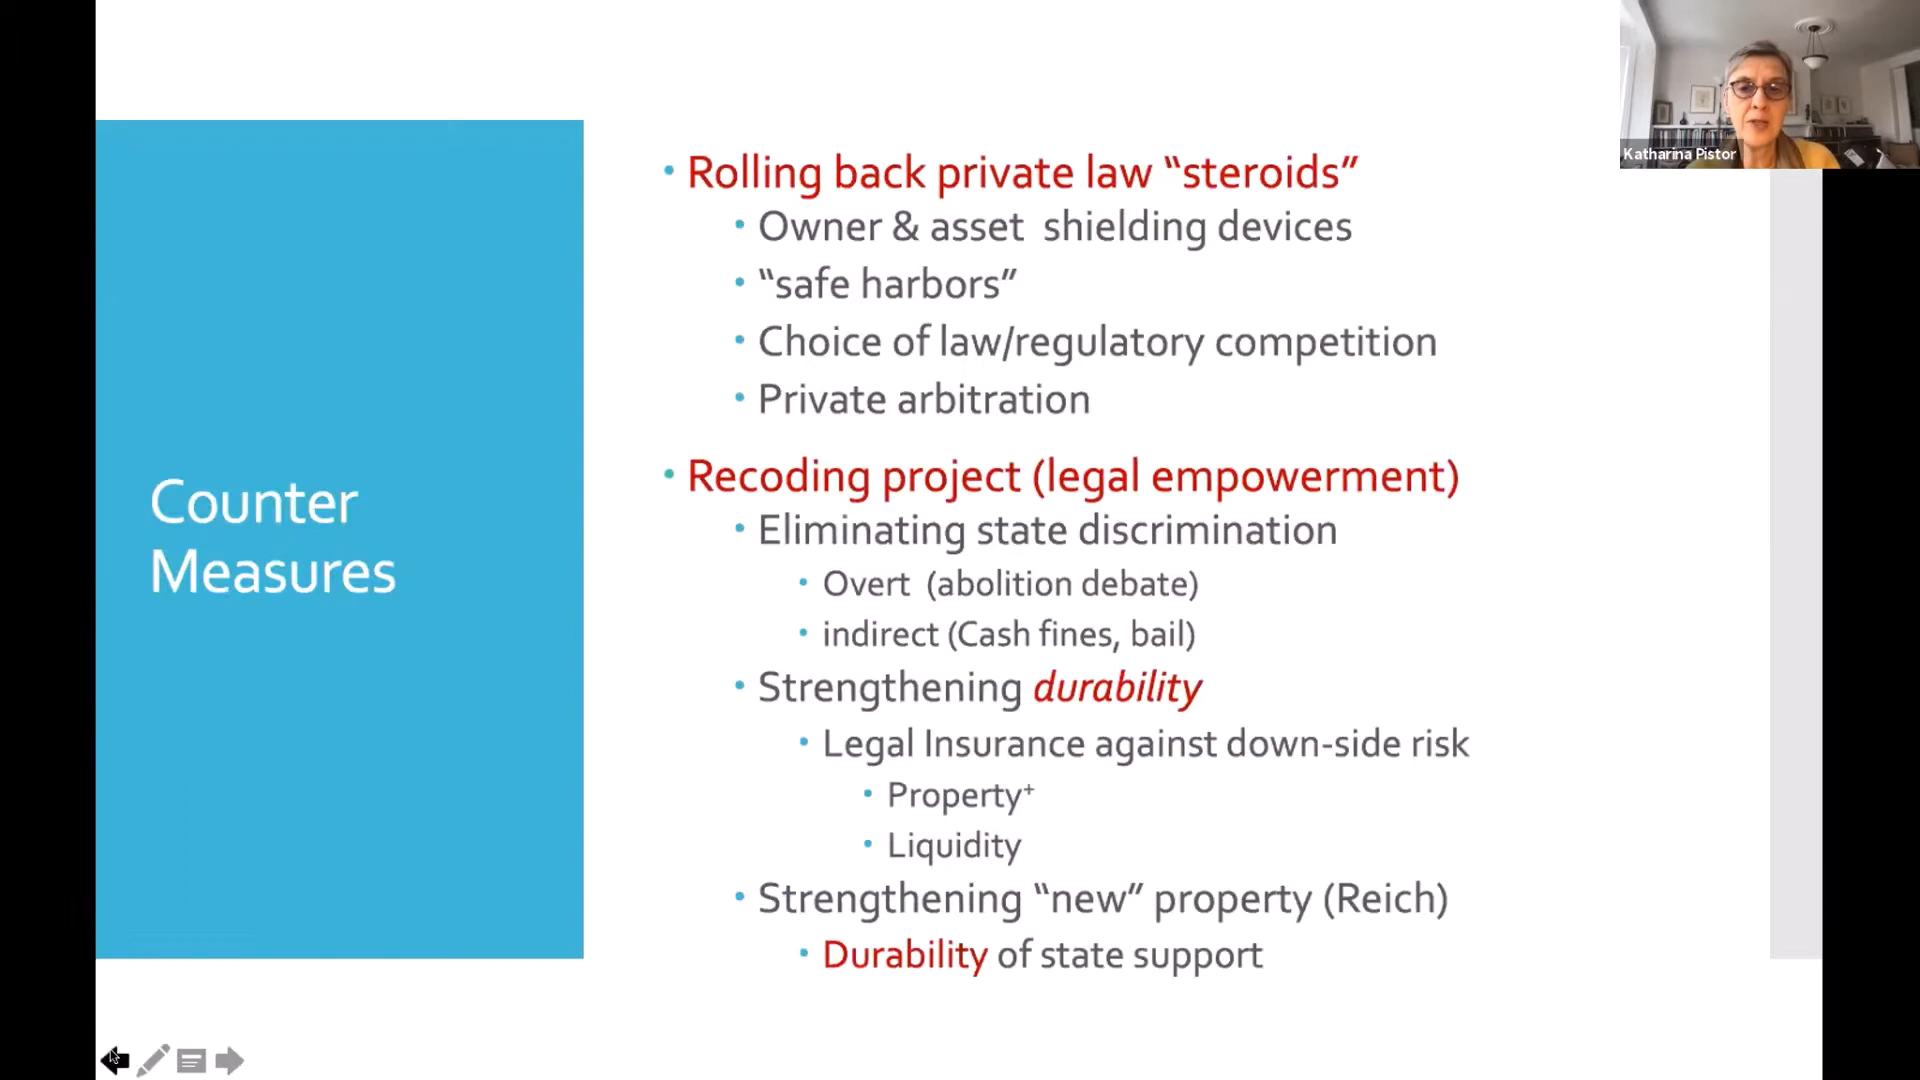 Katharina Pistor
Counter
Measures
• Rolling back private law “steroids”
• Owner & asset shielding devices
• “safe harbors”
• Choice of law/regulatory competition
• Private arbitration
• Recoding project (legal empowerment)
• Eliminating state discrimination
• Overt (abolition debate)
• indirect (Cash fines, bail)
• Strengthening durability
• Legal Insurance against down-side risk
• Property⁺
• Liquidity
• Strengthening “new” property (Reich)
• Durability of state support